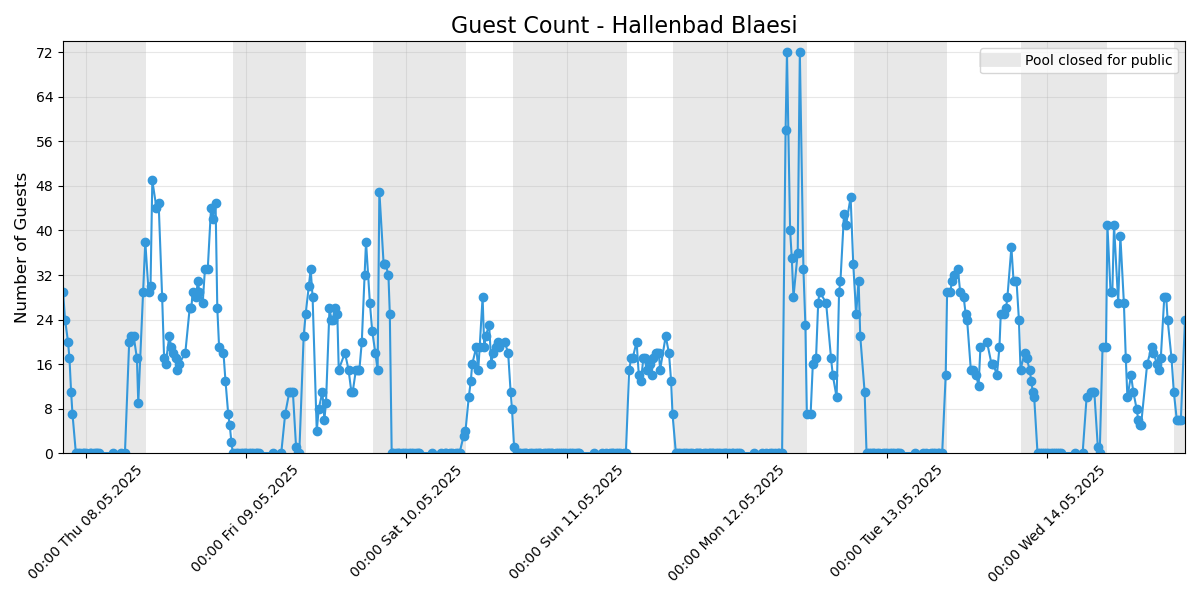 Guest Count - Hallenbad Blaesi
Pool closed for public
Number of Guests
72
64
56
48
40
32
24
16
8
0
00:00 Thu 08.05.2025
00:00 Fri 09.05.2025
00:00 Sat 10.05.2025
00:00 Sun 11.05.2025
00:00 Mon 12.05.2025
00:00 Tue 13.05.2025
00:00 Wed 14.05.2025